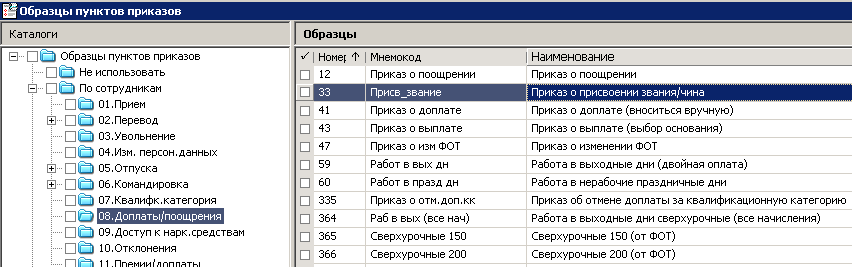 Образцы пунктов приказов
Каталоги
Образцы пунктов приказов
Не использовать
По сотрудникам
01.Прием
02.Перевод
03.Увольнение
04.Изм. персон.данных
05.Отпуска
06.Командировка
07.Квалифк.категория
08.Доплаты/поощрения
09.Доступ к нарк.средствам
10.Отклонения
11.Премии/доплаты
Образцы
Номер Мнемокод Наименование
12 Приказ о поощрении Приказ о поощрении
33 Присв_звание Приказ о присвоении звания/чина
41 Приказ о доплате Приказ о доплате (вноситься вручную)
43 Приказ о выплате Приказ о выплате (выбор основания)
47 Приказ о изм ФОТ Приказ о изменении ФОТ
59 Работ в вых дн Работа в выходные дни (двойная оплата)
60 Работ в празд дн Работа в нерабочие праздничные дни
335 Приказ о отм.доп.кк Приказ об отмене доплаты за квалификационную категорию
364 Раб в вых (все нач) Работа в выходные дни сверхурочные (все начисления)
365 Сверхурочные 150 Сверхурочные 150 (от ФОТ)
366 Сверхурочные 200 Сверхурочные 200 (от ФОТ)